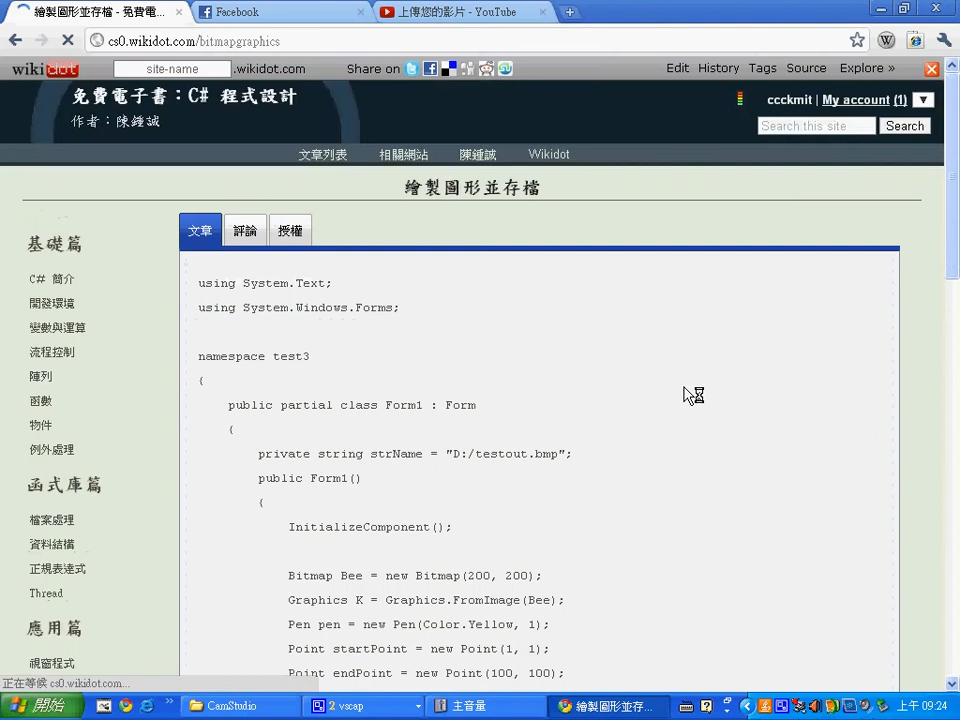 繪製圖形並存檔 - 免費電...
Facebook
上傳您的影片 - YouTube
cs0.wikidot.com/bitmapgraphics
wikidot
site-name
.wikidot.com
Share on
Edit
History
Tags
Source
Explore »
免費電子書：C# 程式設計
作者：陳鍾誠
ccckmit | My account (1)
Search this site
Search
文章列表
相關網站
陳鍾誠
Wikidot
繪製圖形並存檔
基礎篇
C# 簡介
開發環境
變數與運算
流程控制
陣列
函數
物件
例外處理
函式庫篇
檔案處理
資料結構
正規表達式
Thread
應用篇
視窗程式
文章
評論
授權
using System.Text;
using System.Windows.Forms;
namespace test3
{
public partial class Form1 : Form
{
private string strName = "D:/testout.bmp";
public Form1()
{
InitializeComponent();
Bitmap Bee = new Bitmap(200, 200);
Graphics K = Graphics.FromImage(Bee);
Pen pen = new Pen(Color.Yellow, 1);
Point startPoint = new Point(1, 1);
Point endPoint = new Point(100, 100);
正在等候 cs0.wikidot.com...
開始
CamStudio
2 vscap
主音量
繪製圖形並存...
上午 09:24